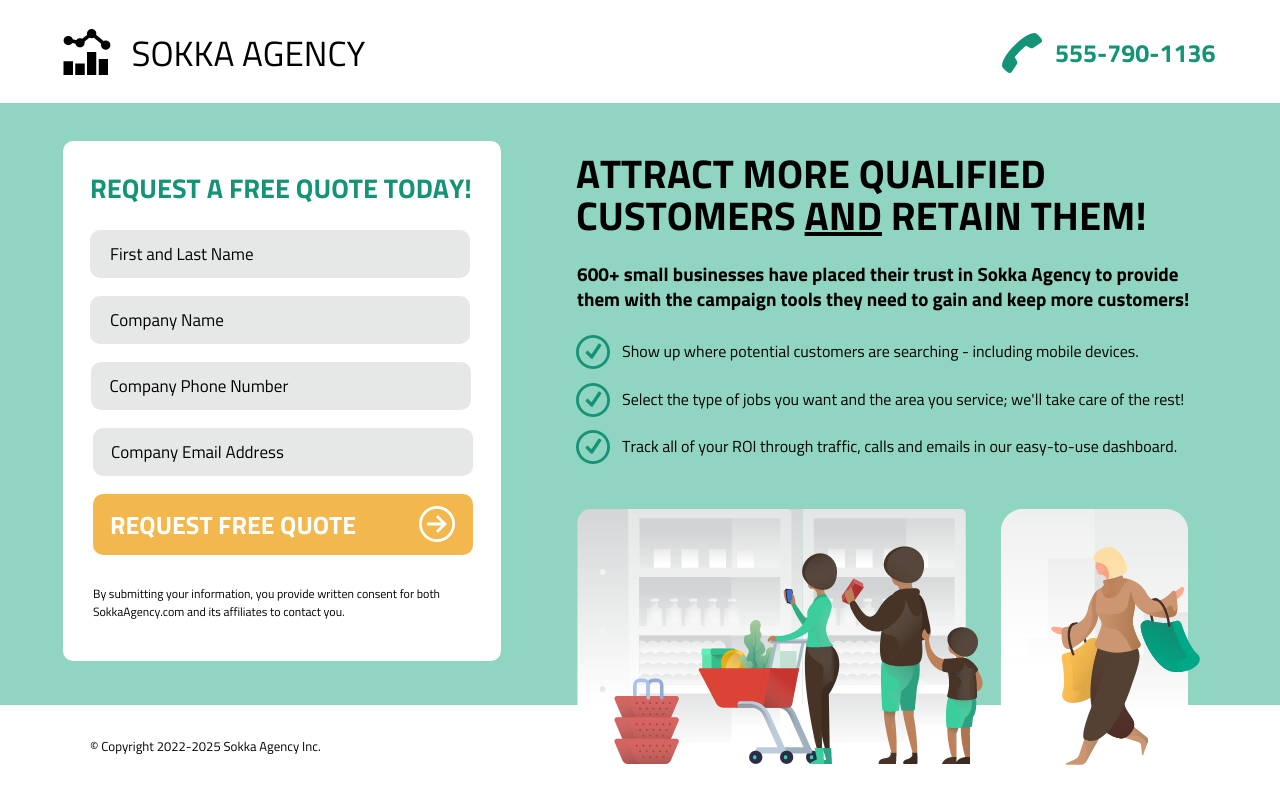 SOKKA AGENCY
555-790-1136
REQUEST A FREE QUOTE TODAY!
First and Last Name
Company Name
Company Phone Number
Company Email Address
REQUEST FREE QUOTE
By submitting your information, you provide written consent for both
SokkaAgency.com and its affiliates to contact you.
ATTRACT MORE QUALIFIED
CUSTOMERS AND RETAIN THEM!
600+ small businesses have placed their trust in Sokka Agency to provide
them with the campaign tools they need to gain and keep more customers!
Show up where potential customers are searching - including mobile devices.
Select the type of jobs you want and the area you service; we'll take care of the rest!
Track all of your ROI through traffic, calls and emails in our easy-to-use dashboard.
© Copyright 2022-2025 Sokka Agency Inc.